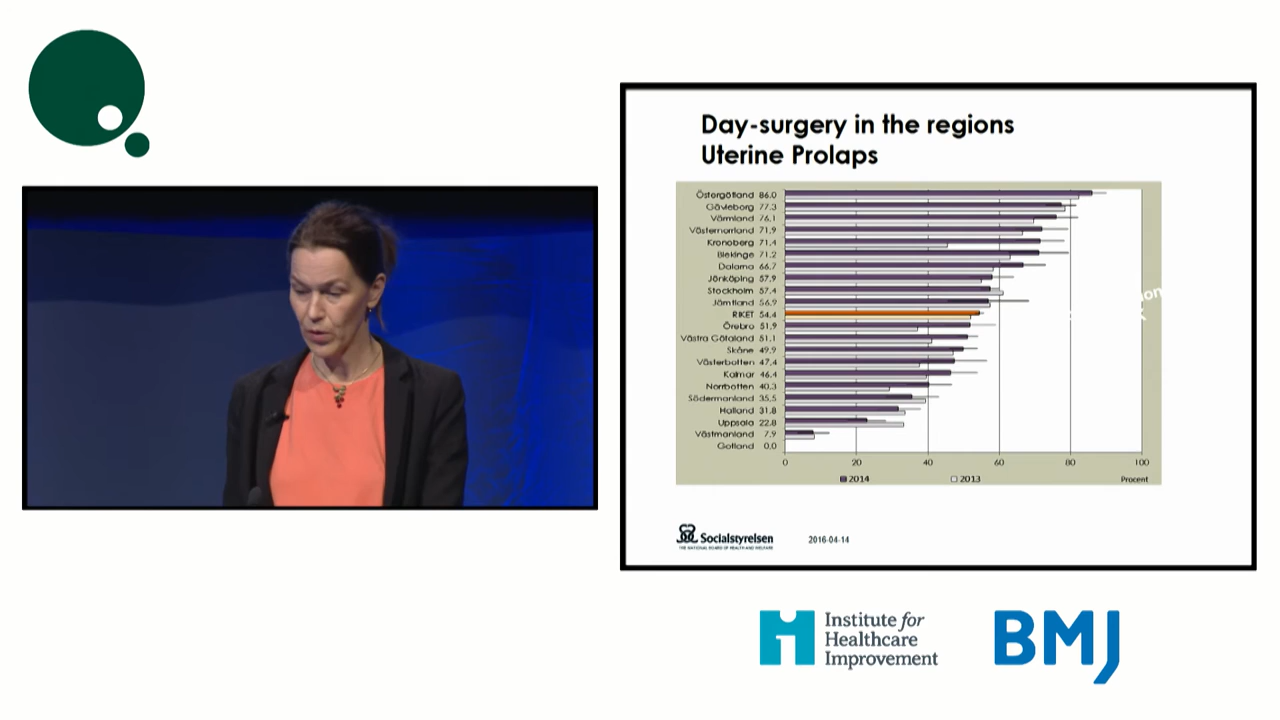 Day-surgery in the regions
Uterine Prolaps
Östergötland 86.0
Gävleborg 77.3
Värmland 76.1
Västernorrland 71.9
Kronoberg 71.4
Blekinge 71.2
Dalarna 66.7
Jönköping 57.9
Stockholm 57.4
Jämtland 56.9
RIKET 54.4
Örebro 51.9
Västra Götaland 51.1
Skåne 49.9
Västerbotten 47.4
Kalmar 46.4
Norrbotten 40.3
Södermanland 35.5
Halland 31.8
Uppsala 22.8
Västmanland 7.9
Gotland 0.0
0 20 40 60 80 100
2014 2013 Procent
Socialstyrelsen
THE NATIONAL BOARD OF HEALTH AND WELFARE
2016-04-14
Institute for
Healthcare
Improvement
BMJ